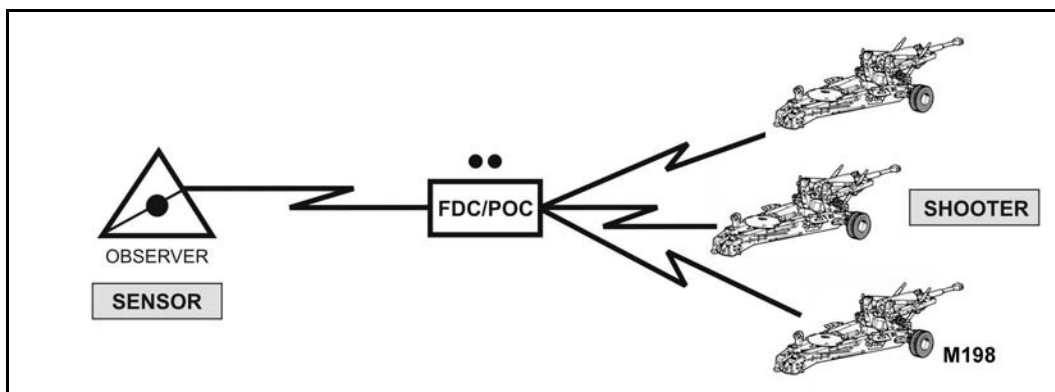 FDC/POC
OBSERVER
SENSOR
SHOOTER
M198